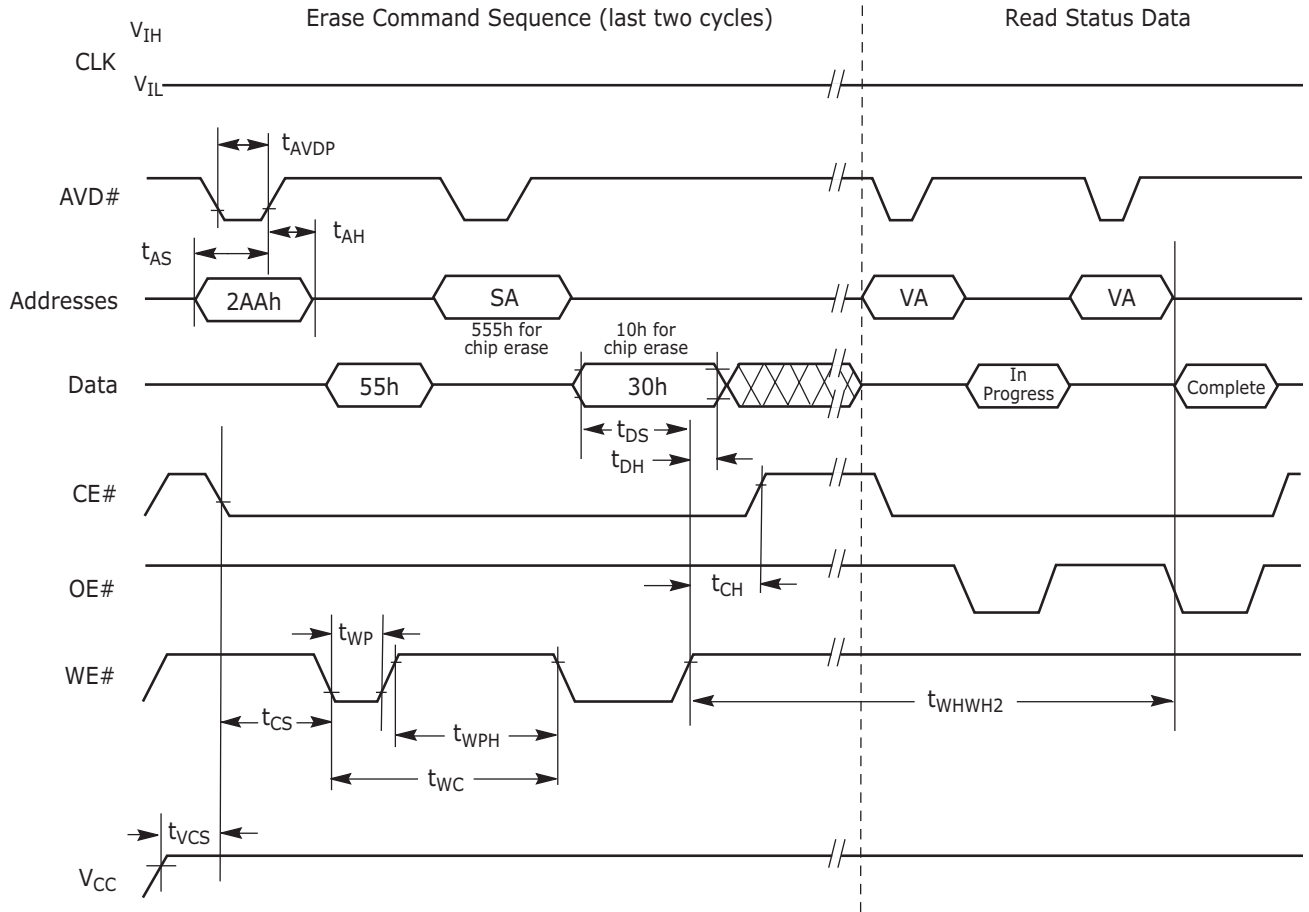 Erase Command Sequence (last two cycles)
Read Status Data
VIH
CLK
VIL
tAVDP
AVD#
tAH
tAS
Addresses
2AAh
SA
VA
VA
555h for
chip erase
10h for
chip erase
Data
55h
30h
In
Progress
Complete
tDS
tDH
CE#
OE#
tCH
tWP
WE#
tCS
tWHWH2
tWPH
tWC
tVCS
VCC